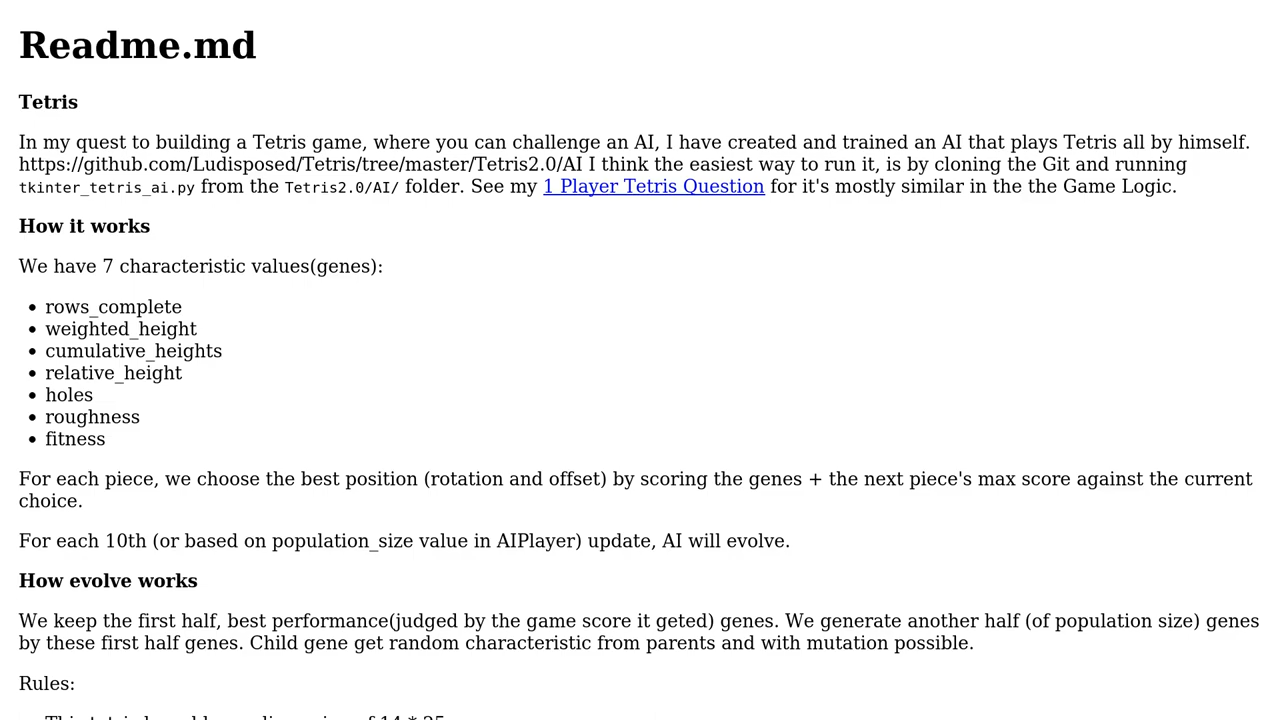 Readme.md
Tetris
In my quest to building a Tetris game, where you can challenge an AI, I have created and trained an AI that plays Tetris all by himself.
https://github.com/Ludisposed/Tetris/tree/master/Tetris2.0/AI I think the easiest way to run it, is by cloning the Git and running
tkinter_tetris_ai.py from the Tetris2.0/AI/ folder. See my 1 Player Tetris Question for it's mostly similar in the the Game Logic.
How it works
We have 7 characteristic values(genes):
• rows_complete
• weighted_height
• cumulative_heights
• relative_height
• holes
• roughness
• fitness
For each piece, we choose the best position (rotation and offset) by scoring the genes + the next piece's max score against the current
choice.
For each 10th (or based on population_size value in AIPlayer) update, AI will evolve.
How evolve works
We keep the first half, best performance(judged by the game score it geted) genes. We generate another half (of population size) genes
by these first half genes. Child gene get random characteristic from parents and with mutation possible.
Rules: